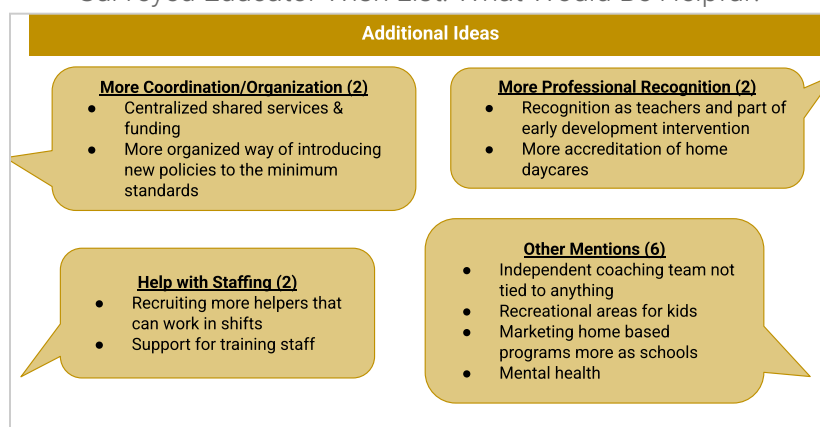 Additional Ideas
More Coordination/Organization (2)
● Centralized shared services &
funding
● More organized way of introducing
new policies to the minimum
standards
More Professional Recognition (2)
● Recognition as teachers and part of
early development intervention
● More accreditation of home
daycares
Help with Staffing (2)
● Recruiting more helpers that
can work in shifts
● Support for training staff
Other Mentions (6)
● Independent coaching team not
tied to anything
● Recreational areas for kids
● Marketing home based
programs more as schools
● Mental health